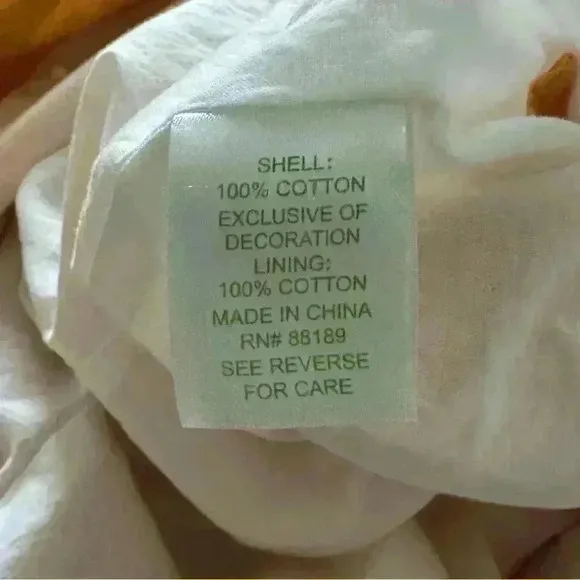 SHELL:
100% COTTON
EXCLUSIVE OF
DECORATION
LINING:
100% COTTON
MADE IN CHINA
RN# 88189
SEE REVERSE
FOR CARE